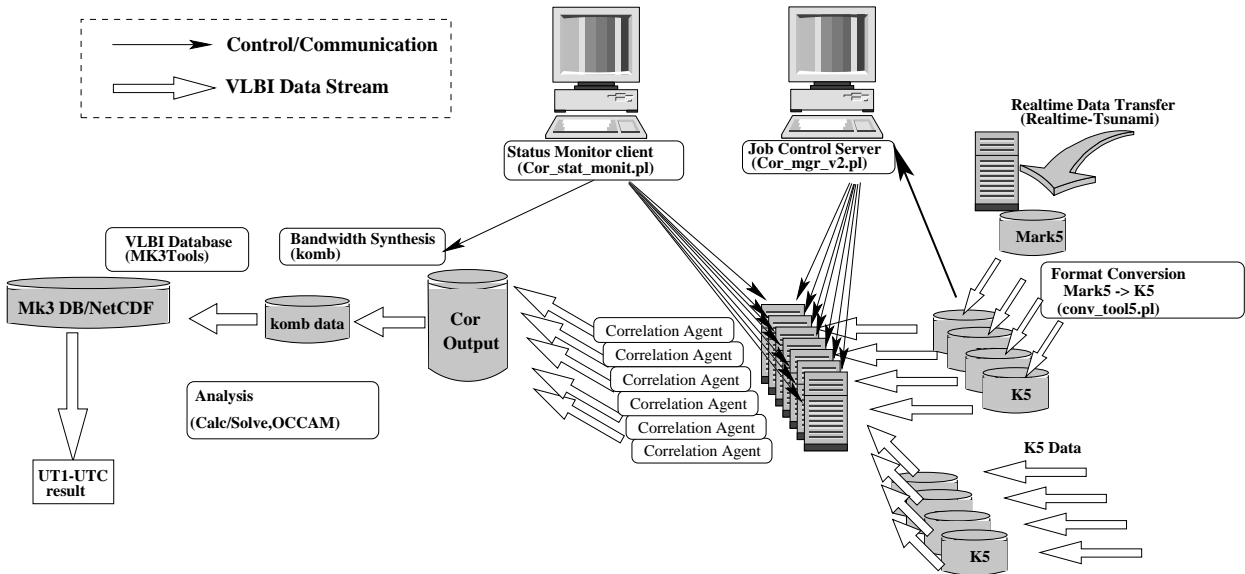 Control/Communication
VLBI Data Stream
Status Monitor client
(Cor_stat_monit.pl)
Job Control Server
(Cor_mgr_v2.pl)
Realtime Data Transfer
(Realtime-Tsunami)
Mark5
Format Conversion
Mark5 -> K5
(conv_tool5.pl)
VLBI Database
(MK3Tools)
Bandwidth Synthesis
(komb)
Mk3 DB/NetCDF
komb data
Cor
Output
Correlation Agent
Correlation Agent
Correlation Agent
Correlation Agent
Correlation Agent
Correlation Agent
K5
Analysis
(Calc/Solve,OCCAM)
UT1-UTC
result
K5 Data
K5